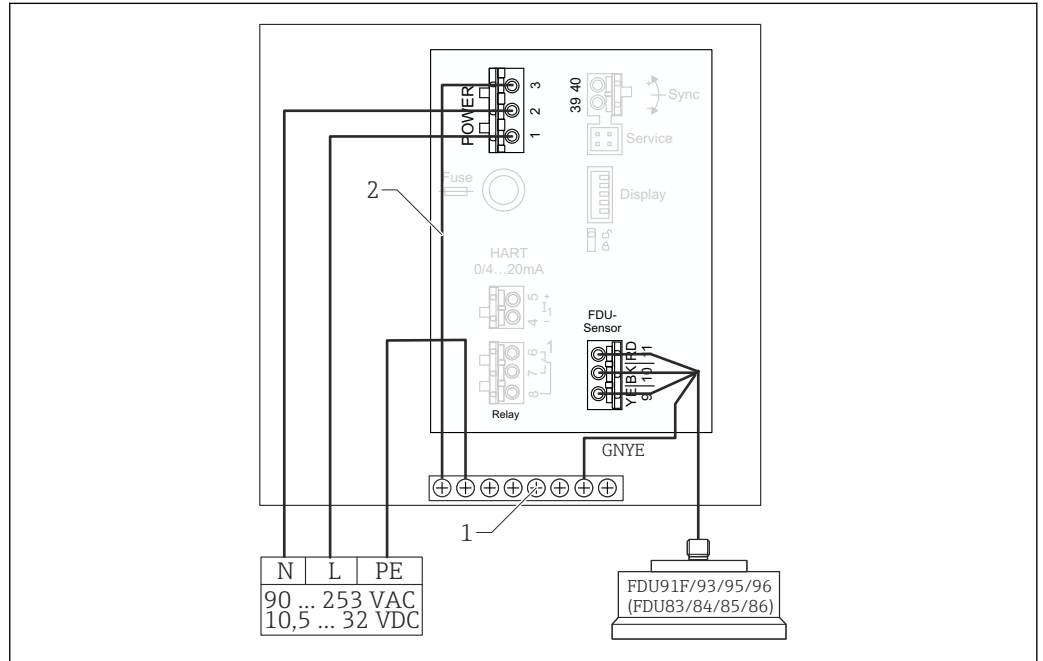 POWER
3
2
1
39 40
+
-
Sync
Service
Fuse
Display
2
HART
0/4...20mA
5 +
I1
4 -
1
6
7
8
Relay
FDU-
Sensor
YE|BK|RD
9 |10| 11
GNYE
1
N L PE
90 ... 253 VAC
10,5 ... 32 VDC
FDU91F/93/95/96
(FDU83/84/85/86)